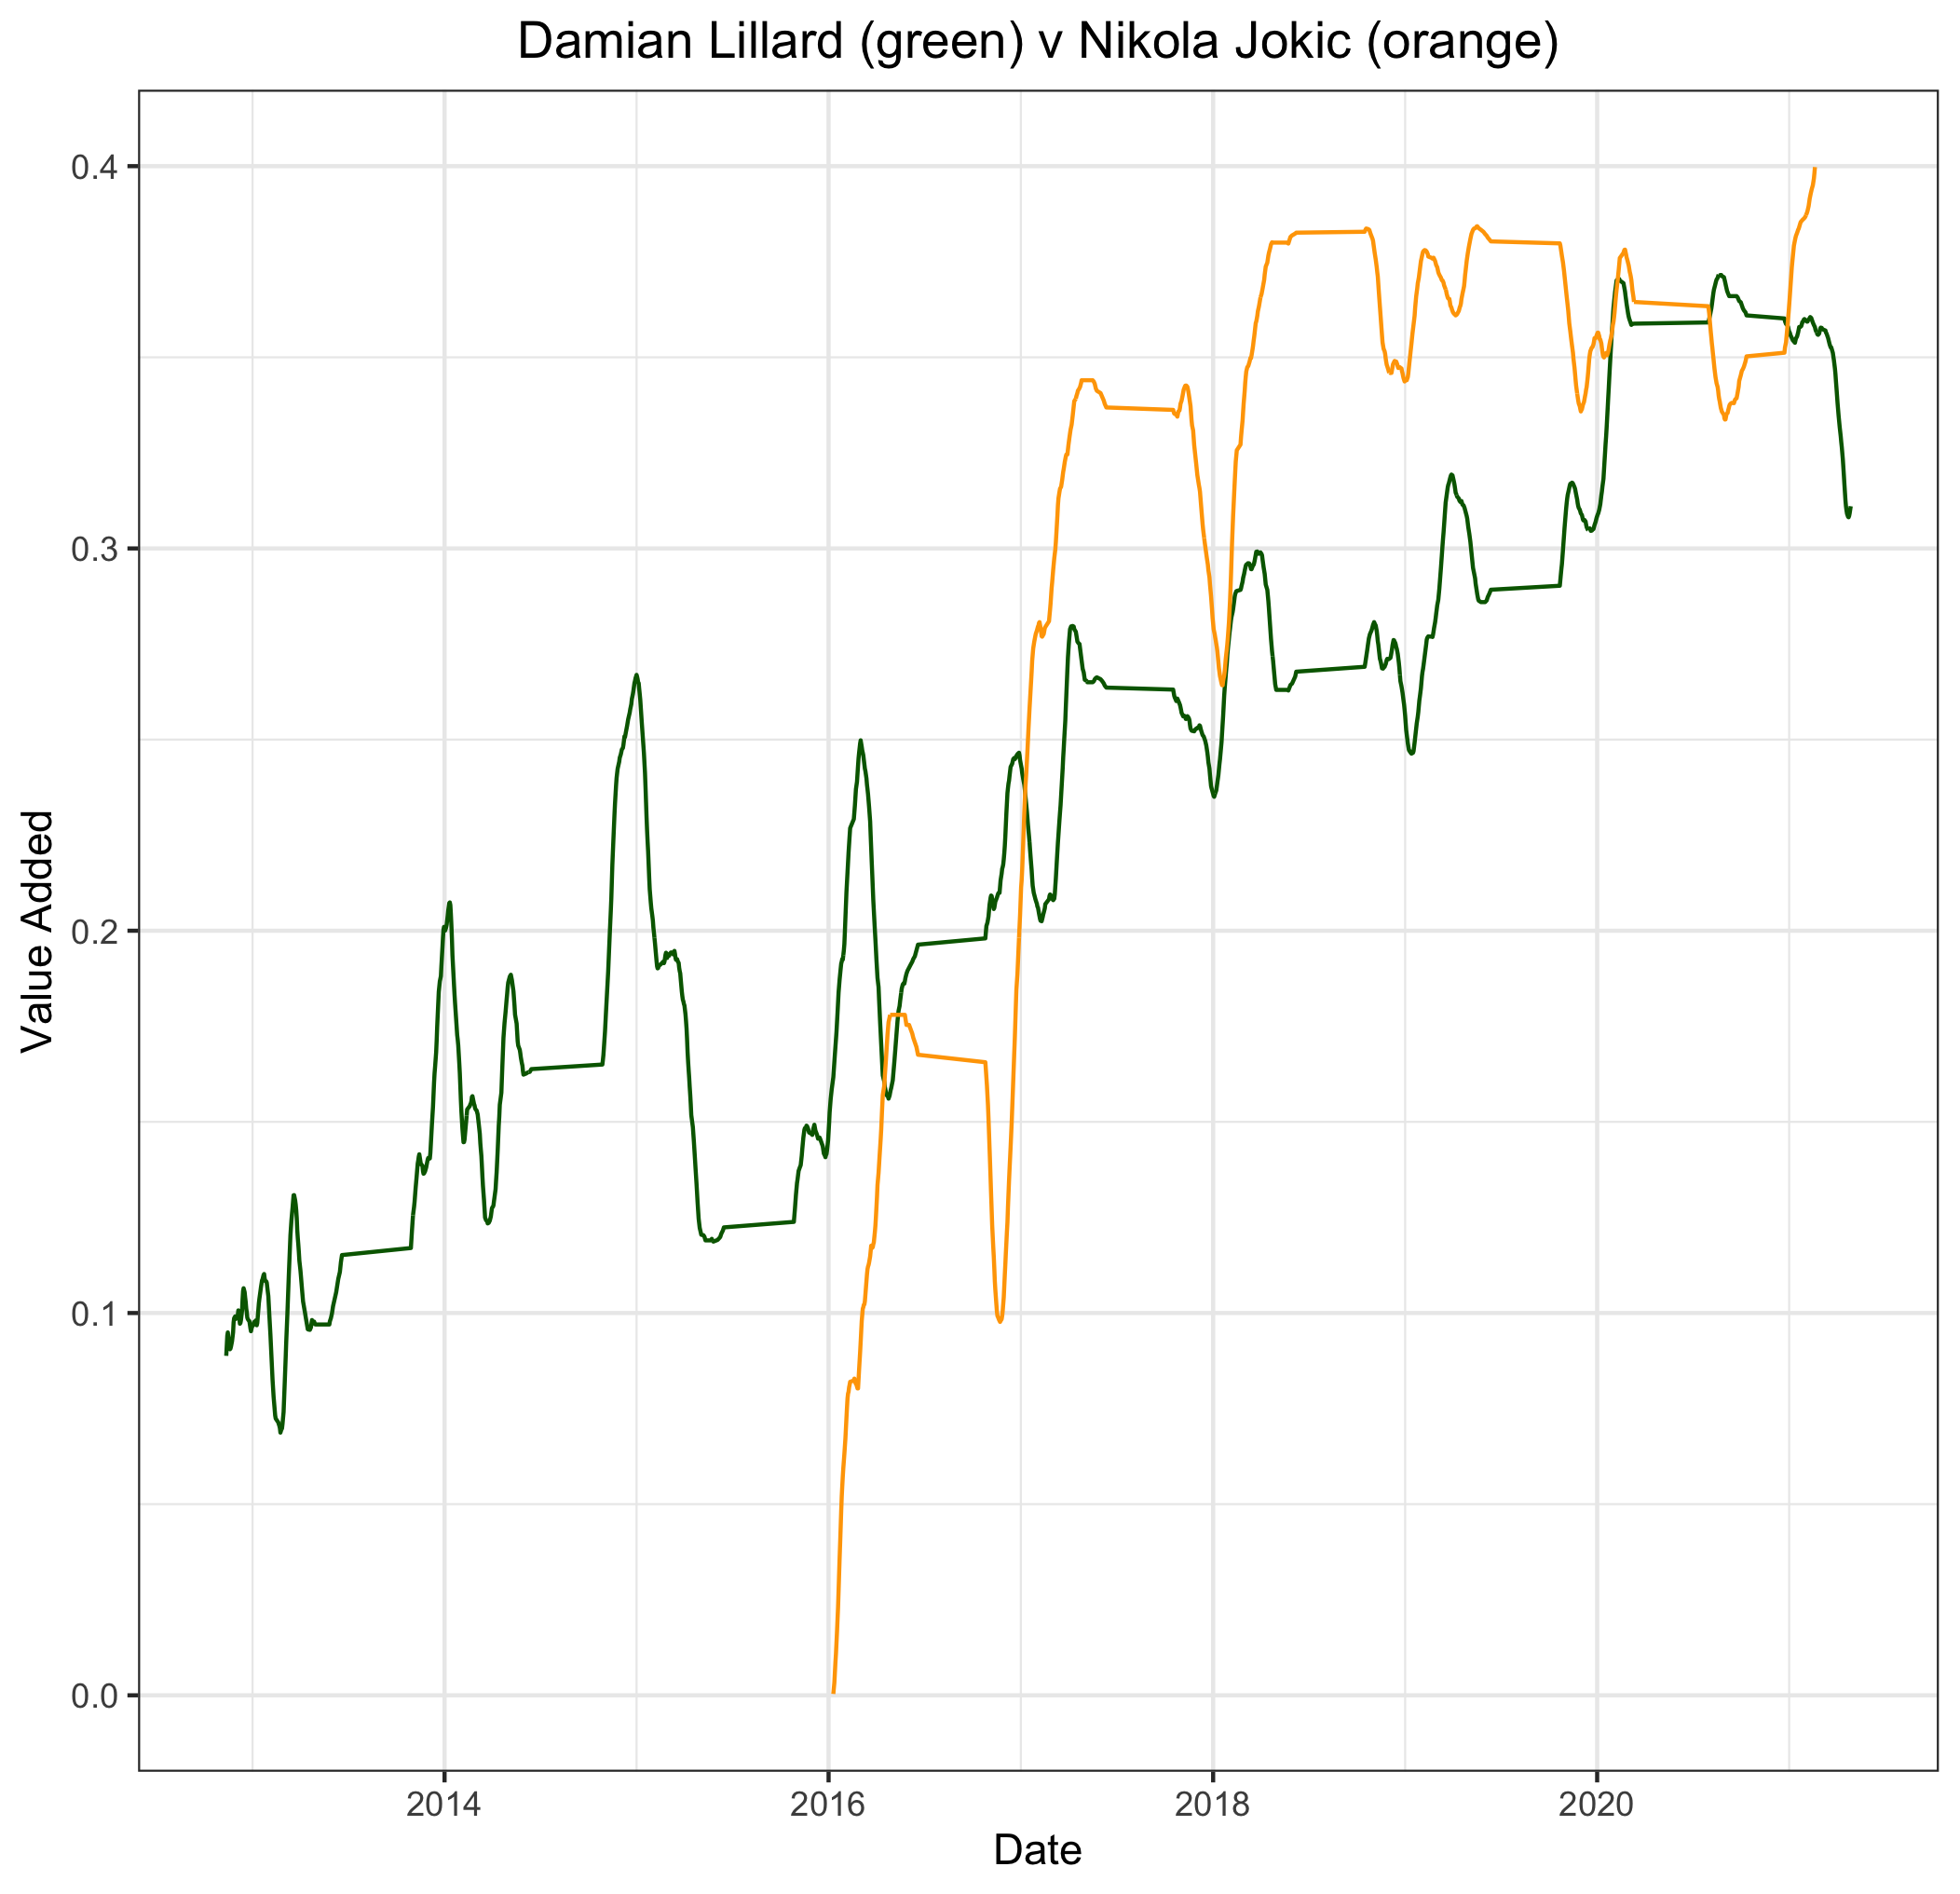 Damian Lillard (green) v Nikola Jokic (orange)
0.4
0.3
0.2
0.1
0.0
Value Added
2014 2016 2018 2020
Date